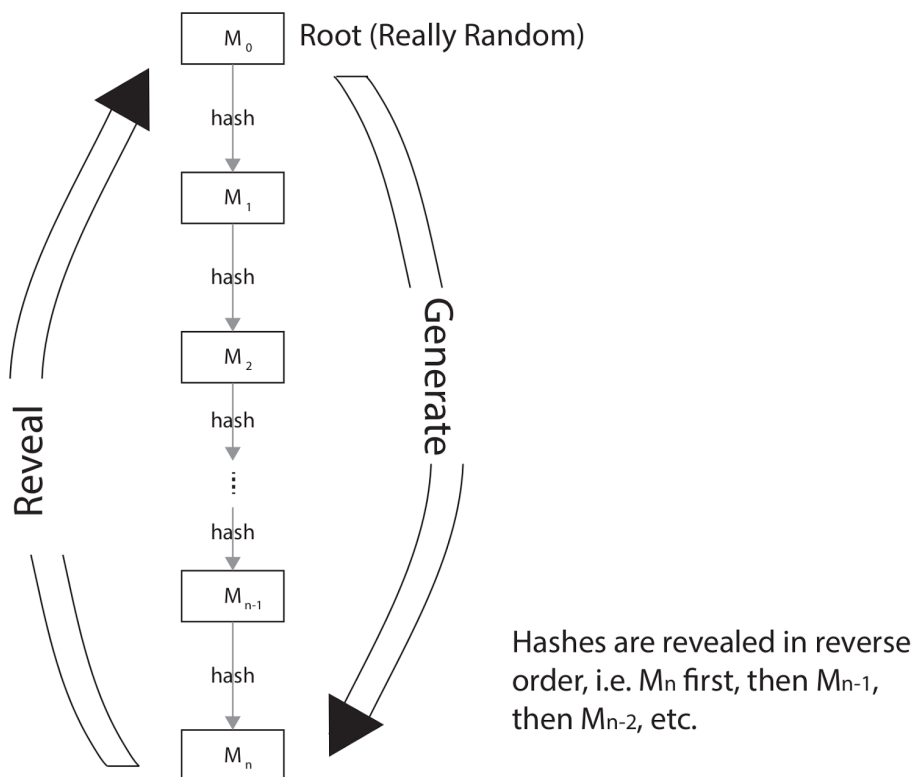 M0 Root (Really Random)
hash
M1
hash
M2
hash
hash
Mn-1
hash
Mn
Reveal
Generate
Hashes are revealed in reverse
order, i.e. Mn first, then Mn-1,
then Mn-2, etc.